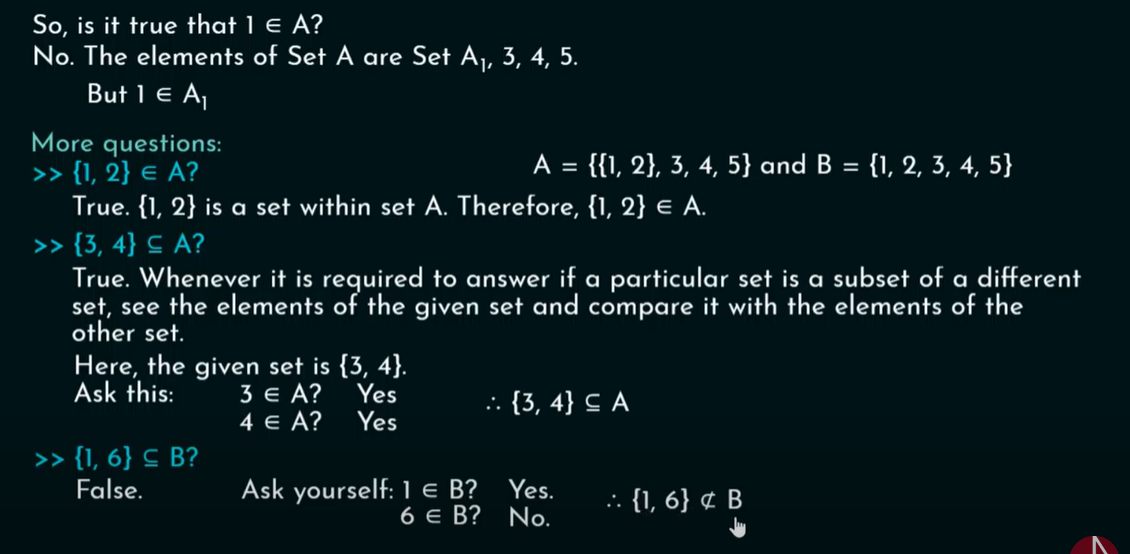 So, is it true that 1 ∈ A?
No. The elements of Set A are Set A₁, 3, 4, 5.
But 1 ∈ A₁
More questions:
>> {1, 2} ∈ A?
A = {{1, 2}, 3, 4, 5} and B = {1, 2, 3, 4, 5}
True. {1, 2} is a set within set A. Therefore, {1, 2} ∈ A.
>> {3, 4} ⊆ A?
True. Whenever it is required to answer if a particular set is a subset of a different
set, see the elements of the given set and compare it with the elements of the
other set.
Here, the given set is {3, 4}.
Ask this: 3 ∈ A? Yes
4 ∈ A? Yes
∴ {3, 4} ⊆ A
>> {1, 6} ⊆ B?
False. Ask yourself: 1 ∈ B? Yes.
6 ∈ B? No.
∴ {1, 6} ⊄ B